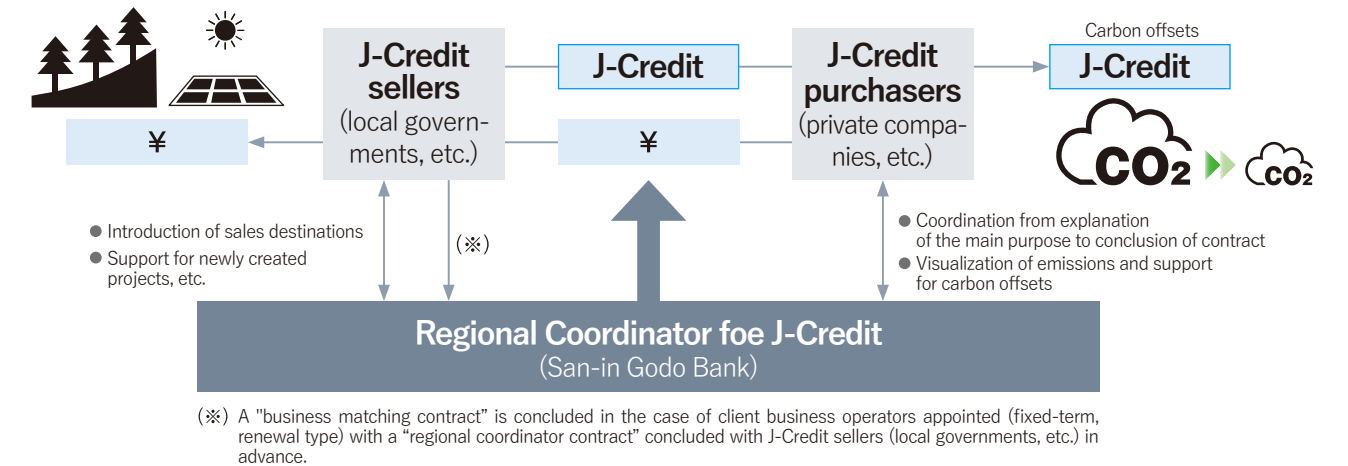 J-Credit
sellers
(local govern-
ments, etc.)
J-Credit
J-Credit
purchasers
(private compa-
nies, etc.)
Carbon offsets
J-Credit
¥
¥
CO2
CO2
● Introduction of sales destinations
● Support for newly created
projects, etc.
(※)
● Coordination from explanation
of the main purpose to conclusion of contract
● Visualization of emissions and support
for carbon offsets
Regional Coordinator foe J-Credit
(San-in Godo Bank)
(※) A "business matching contract” is concluded in the case of client business operators appointed (fixed-term,
renewal type) with a “regional coordinator contract” concluded with J-Credit sellers (local governments, etc.) in
advance.